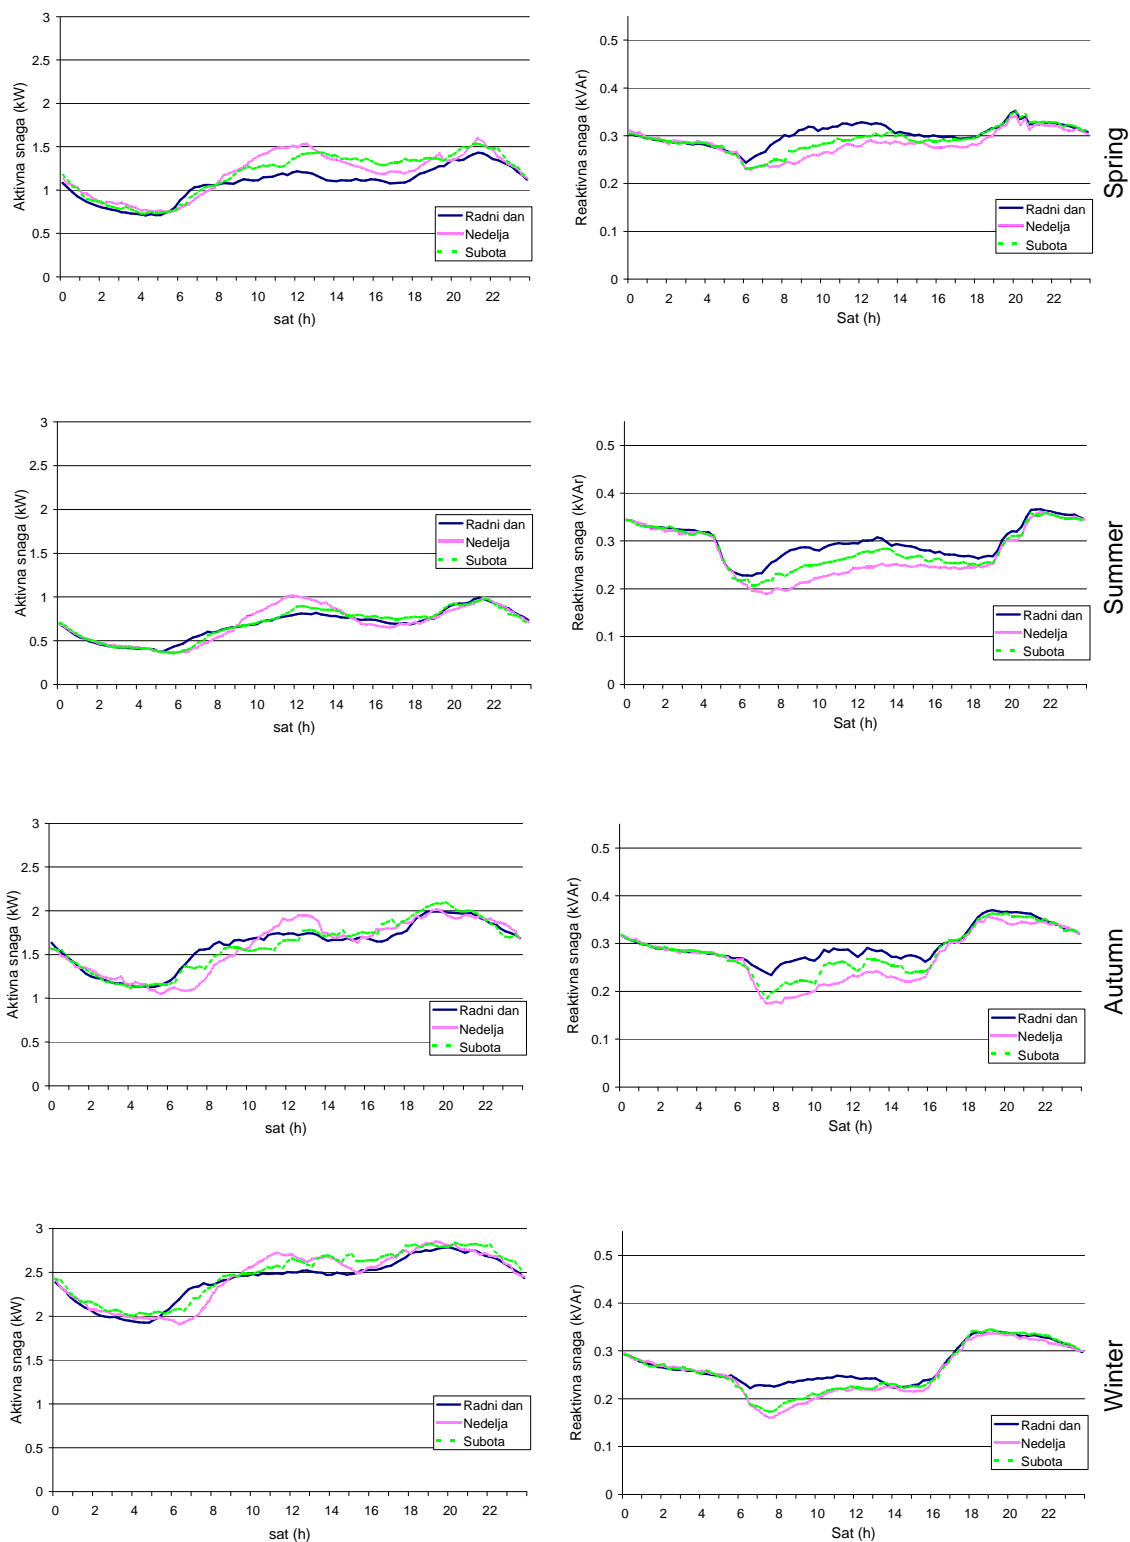 3
2.5
2
1.5
1
0.5
0
Aktivna snaga (kW)
Radni dan
Nedelja
Subota
0 2 4 6 8 10 12 14 16 18 20 22
sat (h)
0.5
0.4
0.3
0.2
0.1
0
Reaktivna snaga (kVAr)
Radni dan
Nedelja
Subota
0 2 4 6 8 10 12 14 16 18 20 22
Sat (h)
Spring
3
2.5
2
1.5
1
0.5
0
Aktivna snaga (kW)
Radni dan
Nedelja
Subota
0 2 4 6 8 10 12 14 16 18 20 22
sat (h)
0.5
0.4
0.3
0.2
0.1
0
Reaktivna snaga (kVAr)
Radni dan
Nedelja
Subota
0 2 4 6 8 10 12 14 16 18 20 22
Sat (h)
Summer
3
2.5
2
1.5
1
0.5
0
Aktivna snaga (kW)
Radni dan
Nedelja
Subota
0 2 4 6 8 10 12 14 16 18 20 22
sat (h)
0.5
0.4
0.3
0.2
0.1
0
Reaktivna snaga (kVAr)
Radni dan
Nedelja
Subota
0 2 4 6 8 10 12 14 16 18 20 22
Sat (h)
Autumn
3
2.5
2
1.5
1
0.5
0
Aktivna snaga (kW)
Radni dan
Nedelja
Subota
0 2 4 6 8 10 12 14 16 18 20 22
sat (h)
0.5
0.4
0.3
0.2
0.1
0
Reaktivna snaga (kVAr)
Radni dan
Nedelja
Subota
0 2 4 6 8 10 12 14 16 18 20 22
Sat (h)
Winter